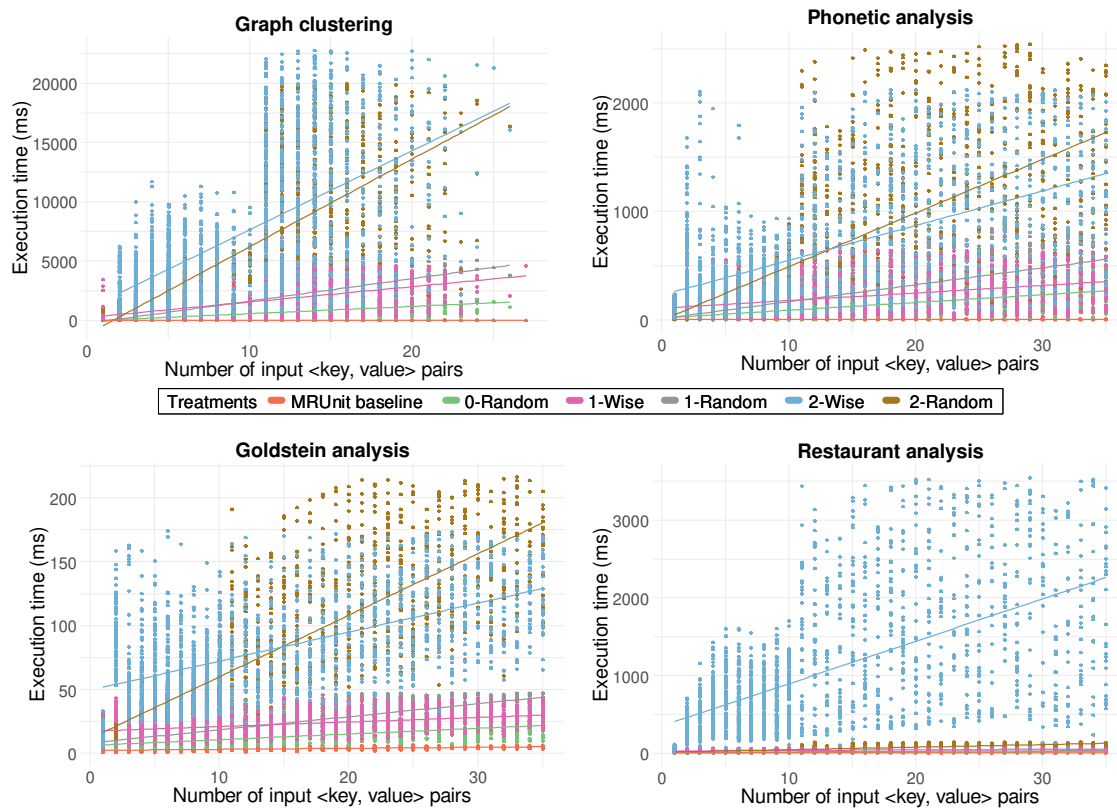 Graph clustering
Execution time (ms)
20000
15000
10000
5000
0
0 10 20
Number of input <key, value> pairs
Phonetic analysis
Execution time (ms)
2000
1000
0
0 10 20 30
Number of input <key, value> pairs
Treatments MRUnit baseline 0-Random 1-Wise 1-Random 2-Wise 2-Random
Goldstein analysis
Execution time (ms)
200
150
100
50
0
0 10 20 30
Number of input <key, value> pairs
Restaurant analysis
Execution time (ms)
3000
2000
1000
0
0 10 20 30
Number of input <key, value> pairs